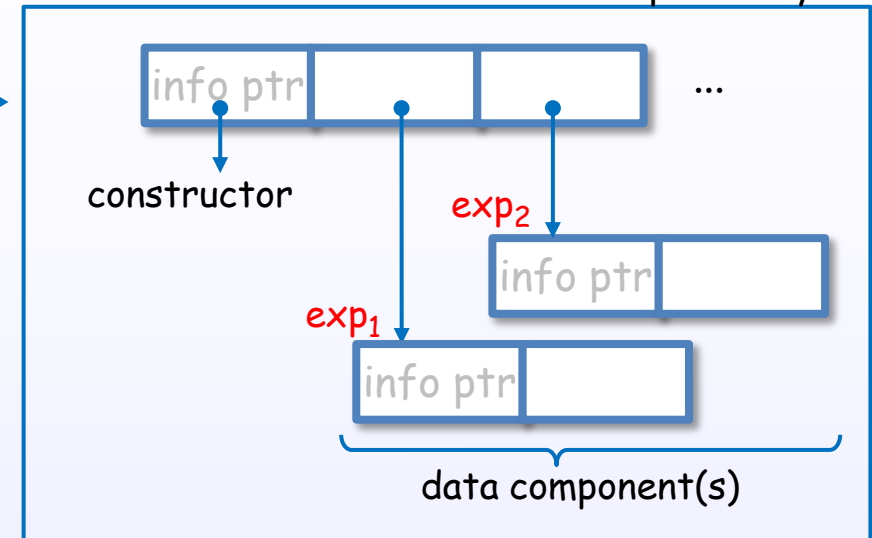 info ptr
...
constructor
exp2
info ptr
exp1
info ptr
data component(s)